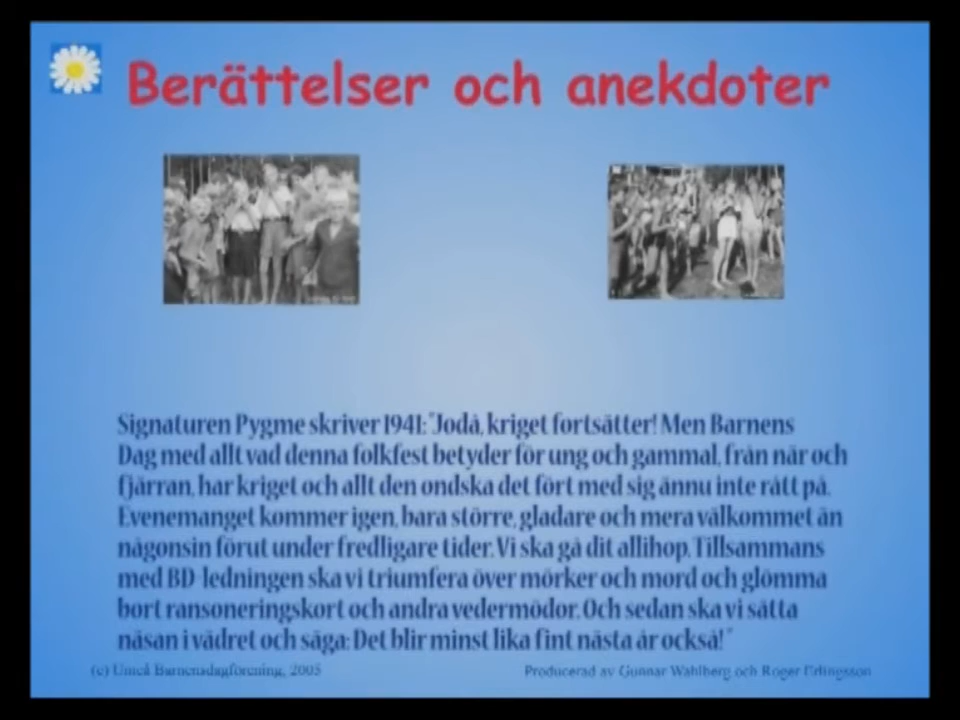 Berättelser och anekdoter
Signaturen Pygmé skriver 1941: "Jodå, kriget fortsätter! Men Barnens
Dag med allt vad denna folkfest betyder för ung och gammal, från när och
fjärran, har kriget och allt den ondska det fört med sig ännu inte rått på.
Evenemanget kommer igen, bara större, gladare och mera välkommet än
någonsin förut under fredligare tider. Vi ska gå dit allihop. Tillsammans
med BD-ledningen ska vi triumfera över mörker och mord och glömma
bort ransoneringskort och andra vedermödor. Och sedan ska vi sätta
näsan i vädret och säga: Det blir minst lika fint nästa år också!"
(c) Umeå Barnensdagförening, 2005
Producerad av Gunnar Wahlberg och Roger Erlingsson